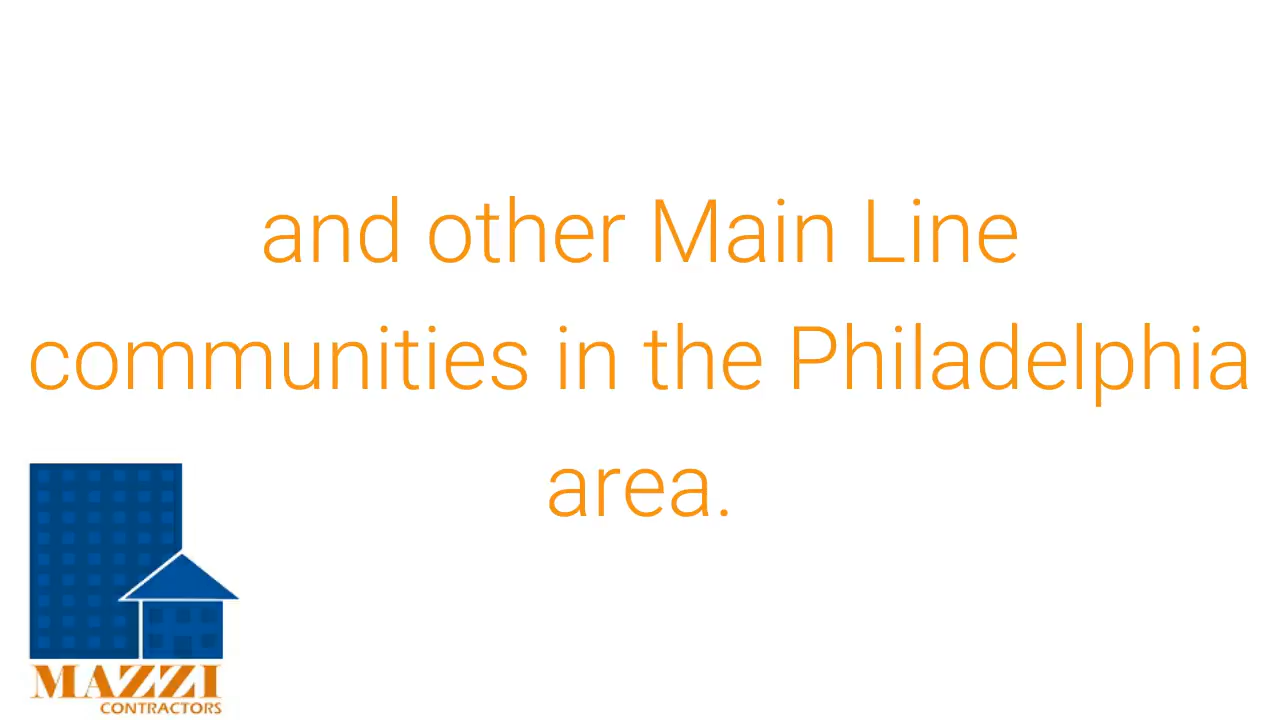 and other Main Line
communities in the Philadelphia
area.
MAZZI
CONTRACTORS